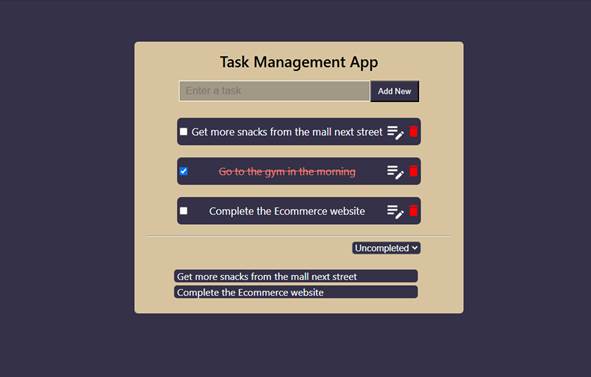 Task Management App
Enter a task
Add New
Get more snacks from the mall next street
Go to the gym in the morning
Complete the Ecommerce website
Uncompleted
Get more snacks from the mall next street
Complete the Ecommerce website